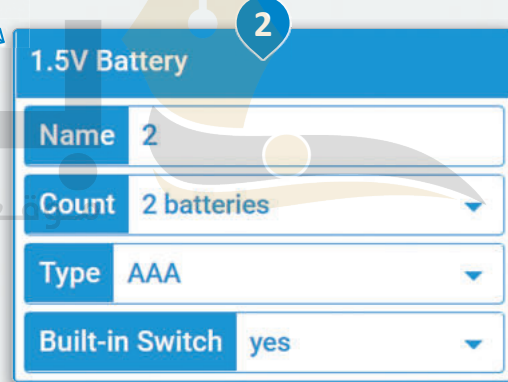 2
1.5V Battery
Name 2
Count 2 batteries
Type AAA
Built-in Switch yes